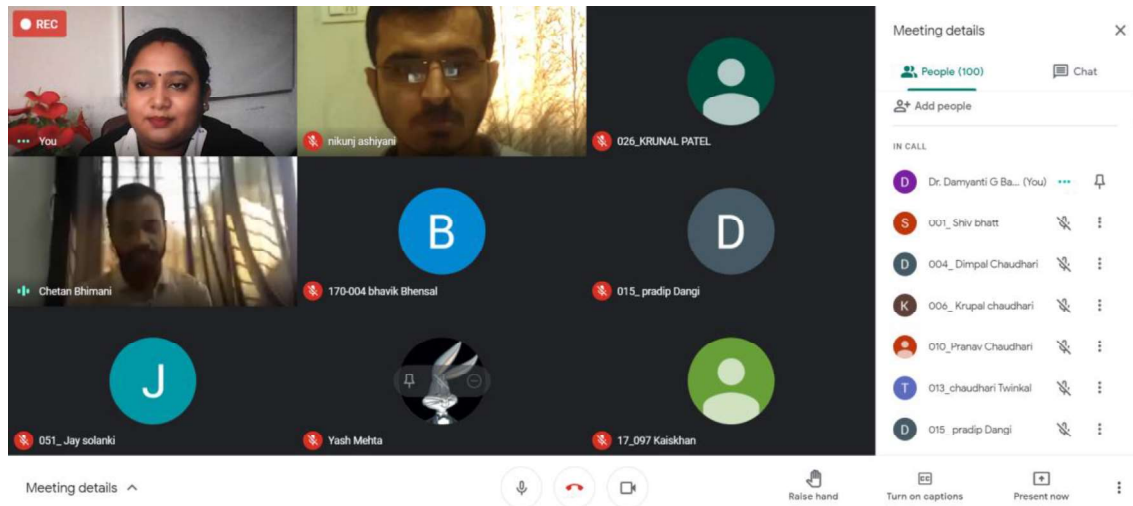 REC
You
nikunj ashiyani
026_KRUNAL PATEL
Chetan Bhimani
B
170-004 bhavik Bhensal
D
015_ pradip Dangi
J
051_ Jay solanki
Yash Mehta
17_097 Kaiskhan
Meeting details
People (100)
Chat
Add people
IN CALL
D Dr. Damyanti G Ba... (You)
S 001_ Shiv bhatt
D 004_ Dimpal Chaudhari
K 006_ Krupal chaudhari
010_Pranav Chaudhari
T 013_chaudhari Twinkal
D 015_ pradip Dangi
Meeting details
Raise hand
CC
Turn on captions
Present now